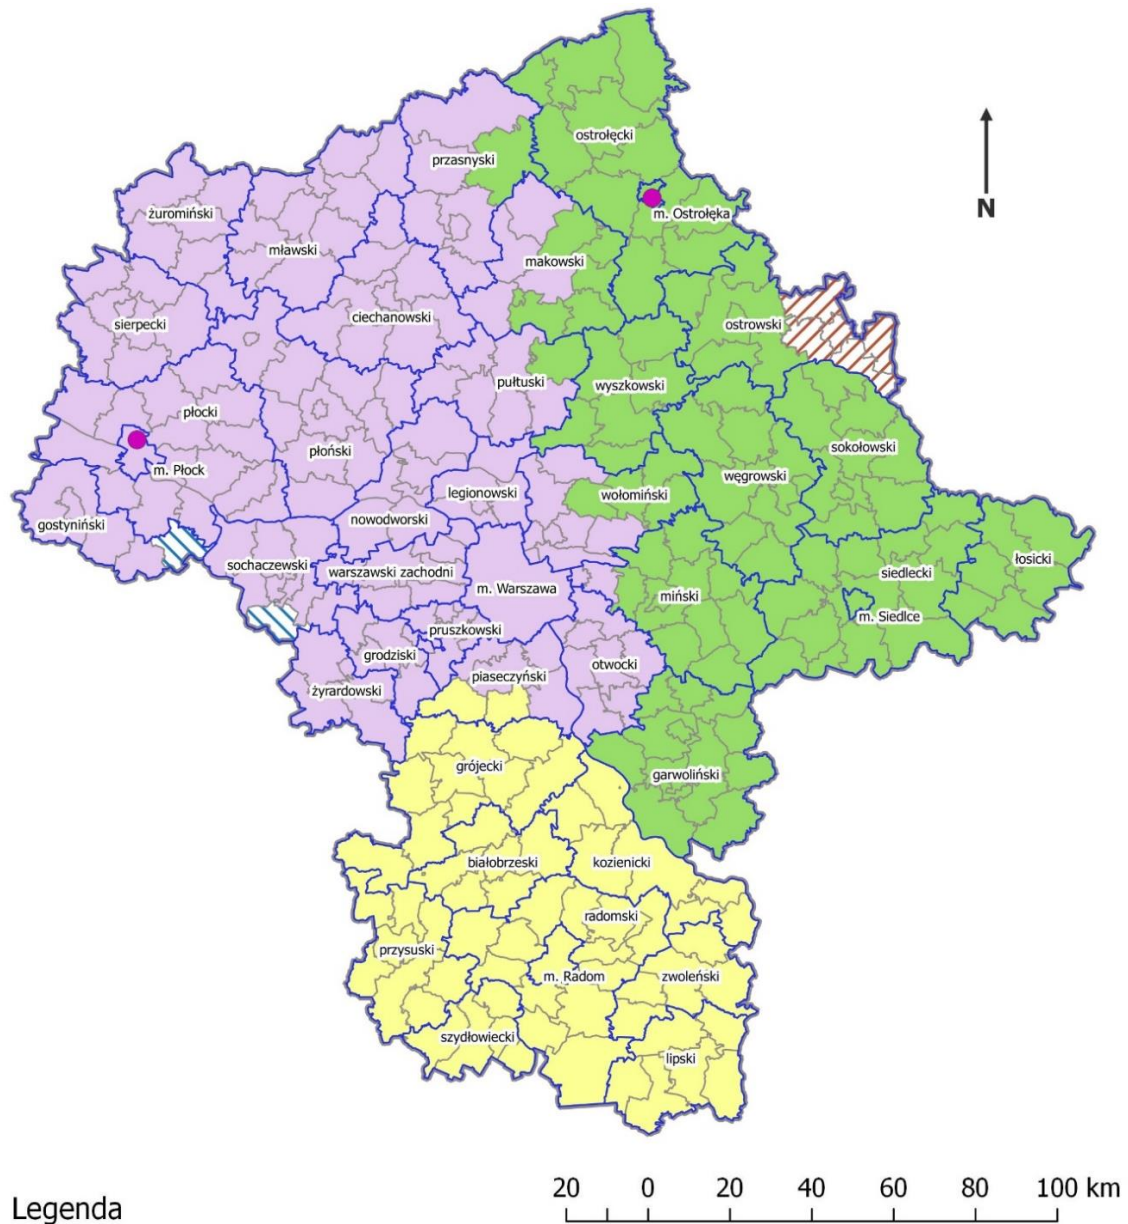 ostrołęcki
przasnyski
N
żuromiński
m. Ostrołęka
mławski
makowski
ciechanowski
sierpecki
ostrowski
pułtuski
wyszkowski
płocki
sokołowski
płoński
m. Płock
węgrowski
legionowski
wołomiński
gostyniński
nowodworski
sochaczewski
warszawski zachodni
siedlecki
łosicki
m. Warszawa
miński
m. Siedlce
pruszkowski
grodziski
otwocki
piaseczyński
żyrardowski
grójecki
garwoliński
białobrzeski
kozienicki
radomski
przysuski
m. Radom
zwoleński
szydłowiecki
lipski
20 0 20 40 60 80 100 km
Legenda